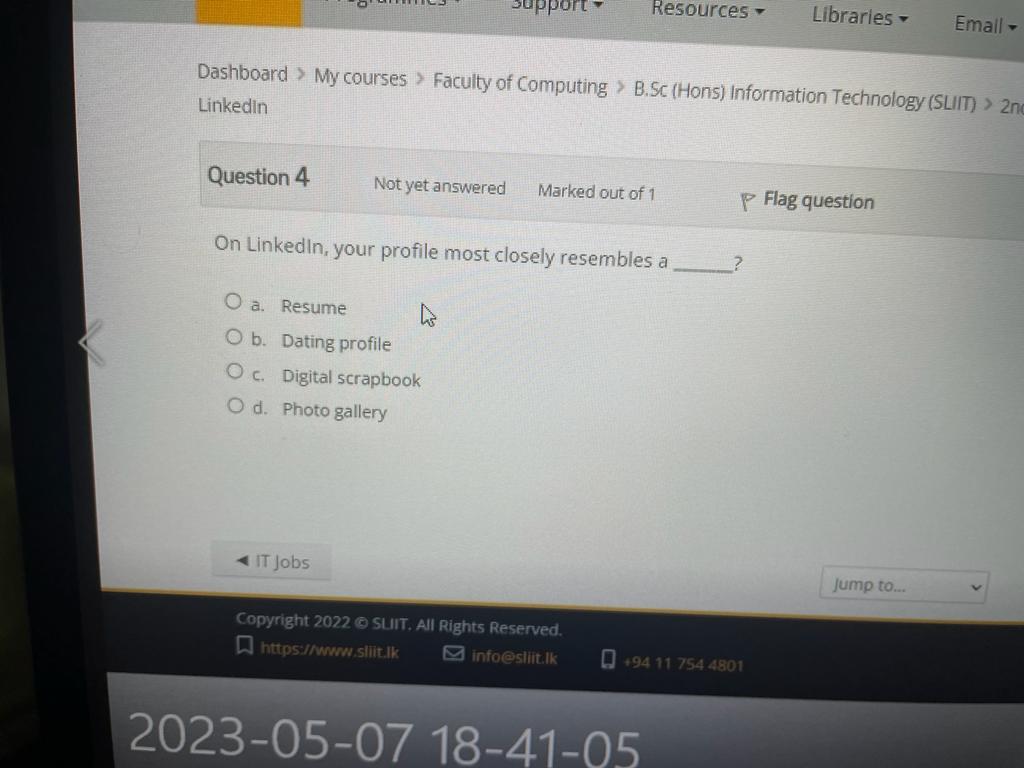 Support
Resources
Libraries
Email
Dashboard > My courses > Faculty of Computing > B.Sc (Hons) Information Technology (SLIIT) >
LinkedIn
Question 4 Not yet answered Marked out of 1 Flag question
On LinkedIn, your profile most closely resembles a ______?
a. Resume
b. Dating profile
c. Digital scrapbook
d. Photo gallery
◄ IT Jobs
Jump to...
Copyright 2022 © SLIIT. All Rights Reserved.
https://www.sliit.lk info@sliit.lk +94 11 754 4801
2023-05-07 18-41-05